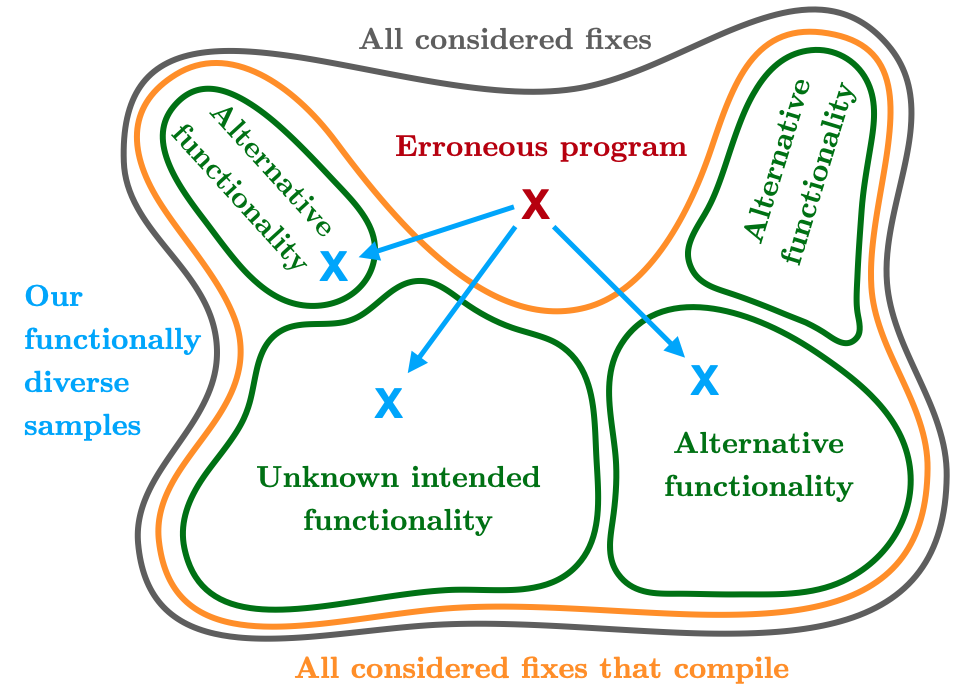 All considered fixes
Alternative
functionality
Alternative
functionality
Erroneous program
X
X
Our
functionally
diverse
samples
X
X
Unknown intended
functionality
Alternative
functionality
All considered fixes that compile